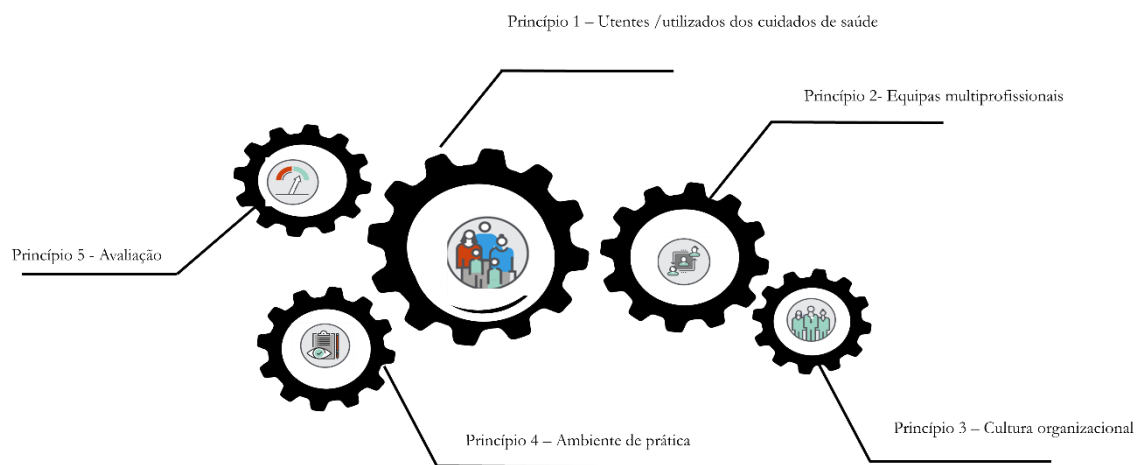 Princípio 1 – Utentes /utilizados dos cuidados de saúde
Princípio 2- Equipas multiprofissionais
Princípio 5 - Avaliação
Princípio 3 – Cultura organizacional
Princípio 4 – Ambiente de prática